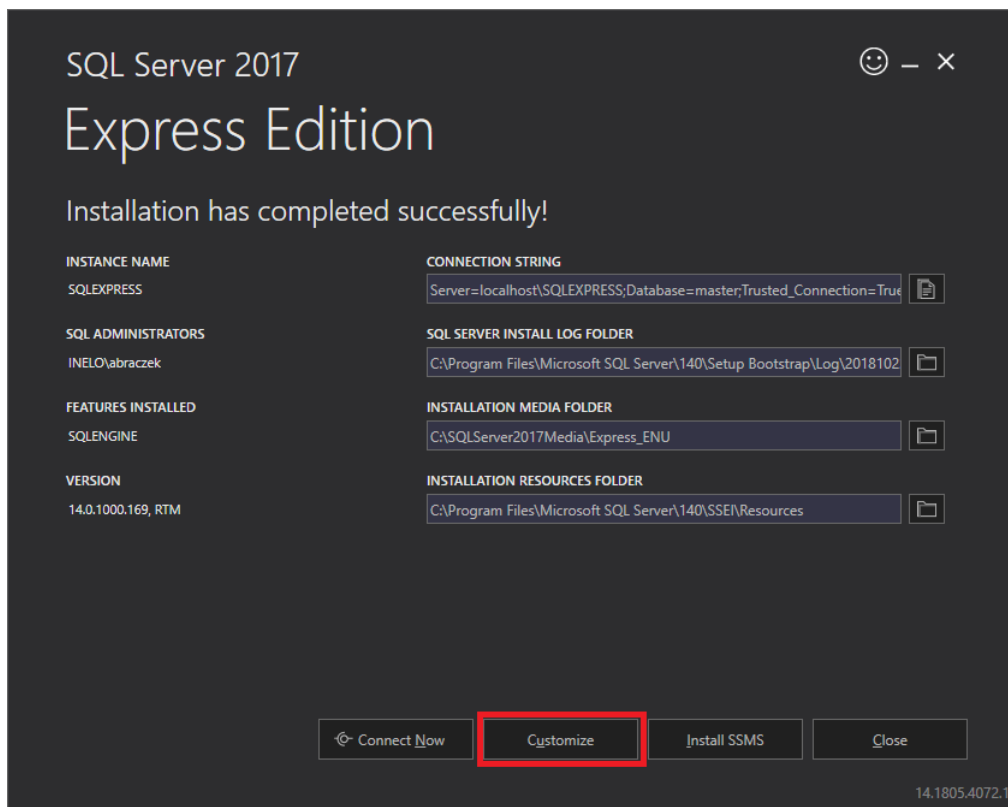 SQL Server 2017
Express Edition
Installation has completed successfully!
INSTANCE NAME
SQLEXPRESS
CONNECTION STRING
Server=localhost\SQLEXPRESS;Database=master;Trusted_Connection=True
SQL ADMINISTRATORS
INELO\abraczek
SQL SERVER INSTALL LOG FOLDER
C:\Program Files\Microsoft SQL Server\140\Setup Bootstrap\Log\2018102
FEATURES INSTALLED
SQLENGINE
INSTALLATION MEDIA FOLDER
C:\SQLServer2017Media\Express_ENU
VERSION
14.0.1000.169, RTM
INSTALLATION RESOURCES FOLDER
C:\Program Files\Microsoft SQL Server\140\SSEI\Resources
Connect Now
Customize
Install SSMS
Close
14.1805.4072.1